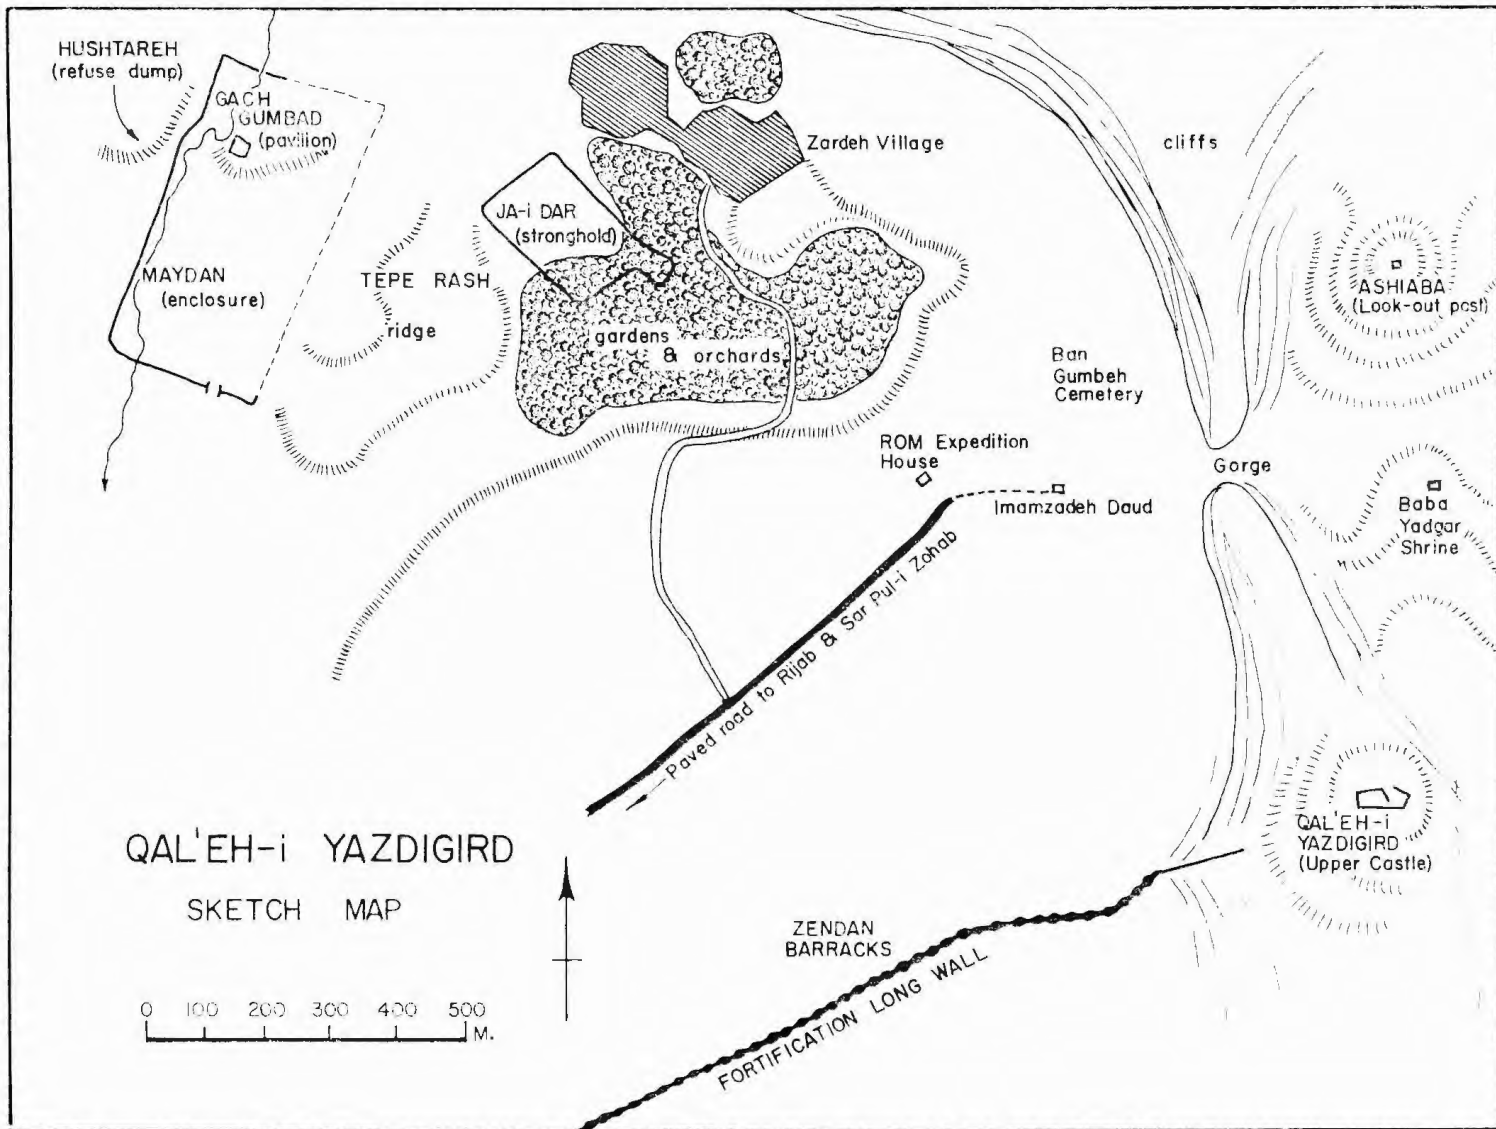 HUSHTAREH
(refuse dump)
GACH
GUMBAD
(pavilion)
MAYDAN
(enclosure)
TEPE RASH
ridge
JA-i DAR
(stronghold)
gardens
& orchards
Zardeh Village
cliffs
ASHIABA
(Look-out post)
Ban
Gumbeh
Cemetery
ROM Expedition
House
Gorge
Imamzadeh Daud
Baba
Yadgar
Shrine
Paved road to Rijab & Sar Pul-i Zohab
QAL'EH-i
YAZDIGIRD
(Upper Castle)
QAL'EH-i YAZDIGIRD
SKETCH MAP
0 100 200 300 400 500
M.
ZENDAN
BARRACKS
FORTIFICATION LONG WALL